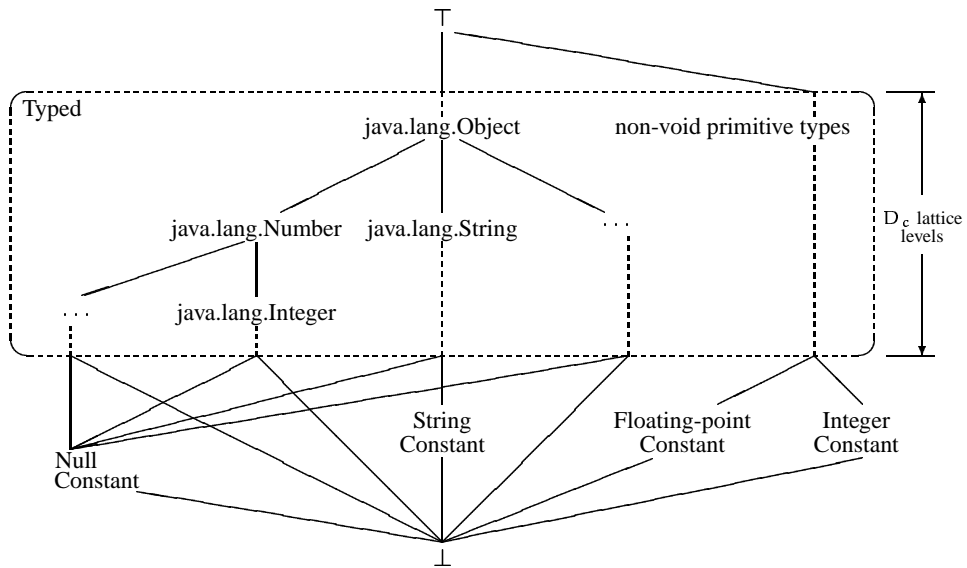 ⊤
Typed
java.lang.Object
non-void primitive types
java.lang.Number
java.lang.String
. . .
D c lattice
levels
. . .
java.lang.Integer
String
Constant
Floating-point
Constant
Integer
Constant
Null
Constant
⊥